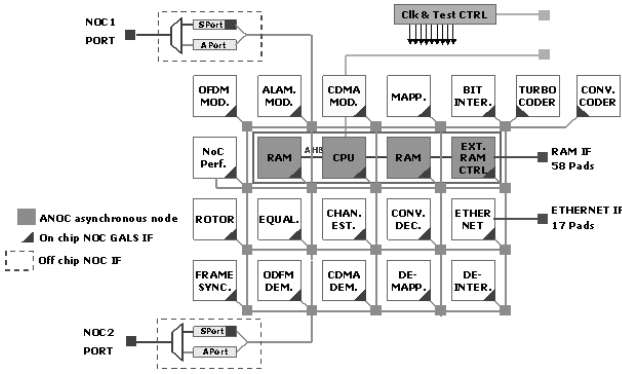 NOC1
PORT
SPort
APort
Clk & Test CTRL
OFDM
MOD.
ALAM.
MOD.
CDMA
MOD.
MAPP.
BIT
INTER.
TURBO
CODER
CONV.
CODER
NoC
Perf.
RAM
AHB
CPU
RAM
EXT.
RAM
CTRL
RAM IF
58 Pads
ROTOR
EQUAL.
CHAN.
EST.
CONV.
DEC.
ETHER
NET
ETHERNET IF
17 Pads
ANOC asynchronous node
On chip NOC GALS IF
Off chip NOC IF
FRAME
SYNC.
ODFM
DEM.
CDMA
DEM.
DE-
MAPP.
DE-
INTER.
NOC2
PORT
SPort
APort